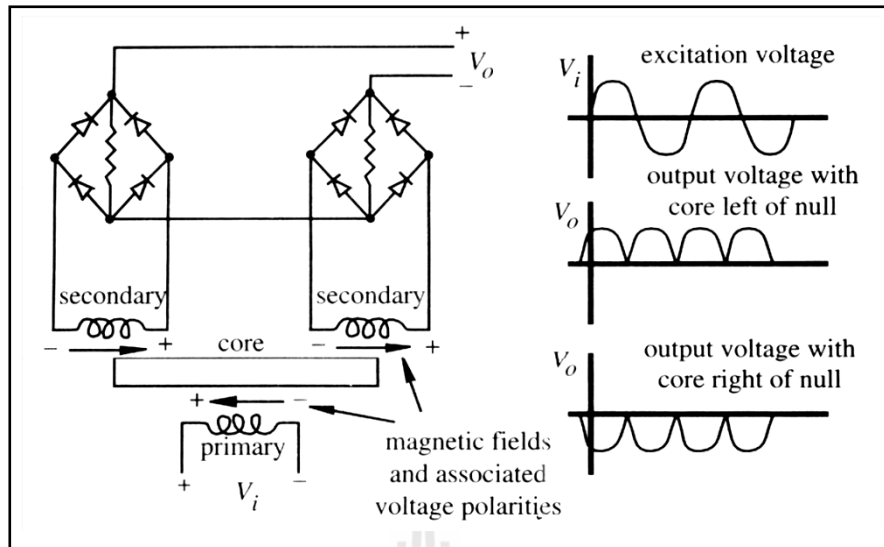 +
V_o
−
secondary
− +
secondary
− +
core
+ −
primary
+ V_i −
magnetic fields
and associated
voltage polarities
excitation voltage
V_i
output voltage with
core left of null
V_o
output voltage with
core right of null
V_o